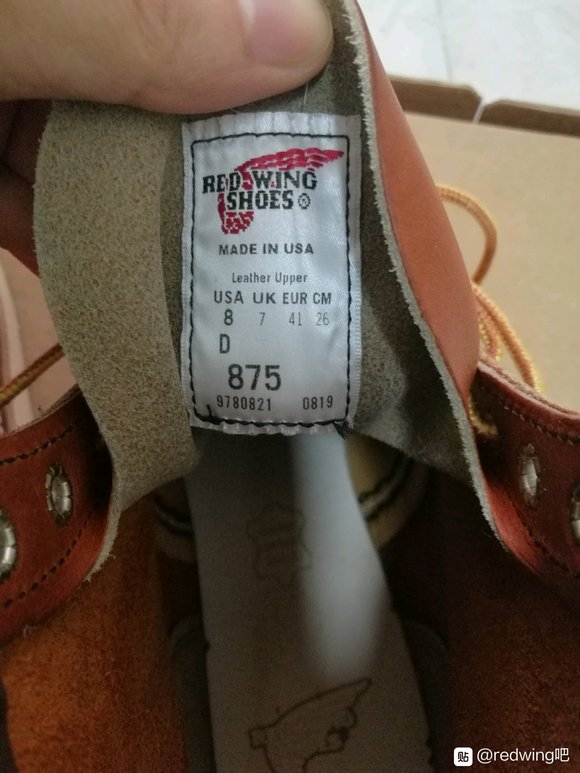 RED WING
SHOES®
MADE IN USA
Leather Upper
USA UK EUR CM
8 7 41 26
D
875
9780821 0819
贴 @redwing吧